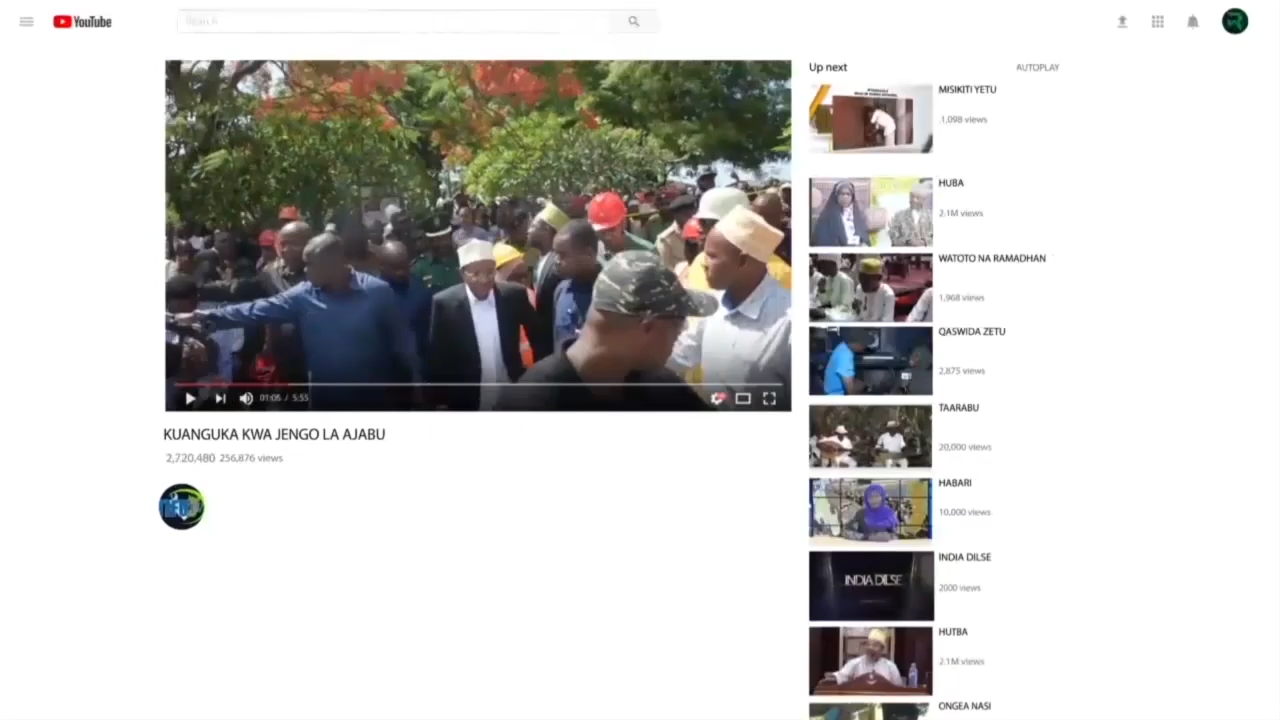 YouTube
Search
KUANGUKA KWA JENGO LA AJABU
2,720,480 256,876 views
01:05 / 5:55
Up next
AUTOPLAY
MISIKITI YETU
1,098 views
HUBA
2.1M views
WATOTO NA RAMADHAN
1,968 views
QASWIDA ZETU
2,875 views
TAARABU
20,000 views
HABARI
10,000 views
INDIA DILSE
INDIA DILSE
2000 views
HUTBA
2.1M views
ONGEA NASI